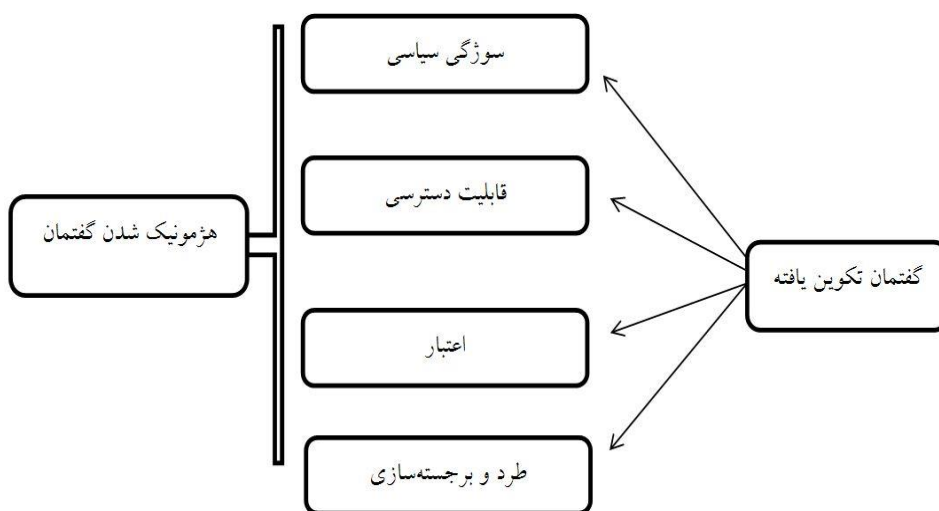 سوژگی سیاسی
قابلیت دسترسی
هژمونیک شدن گفتمان
گفتمان تکوین یافته
اعتبار
طرد و برجسته‌سازی